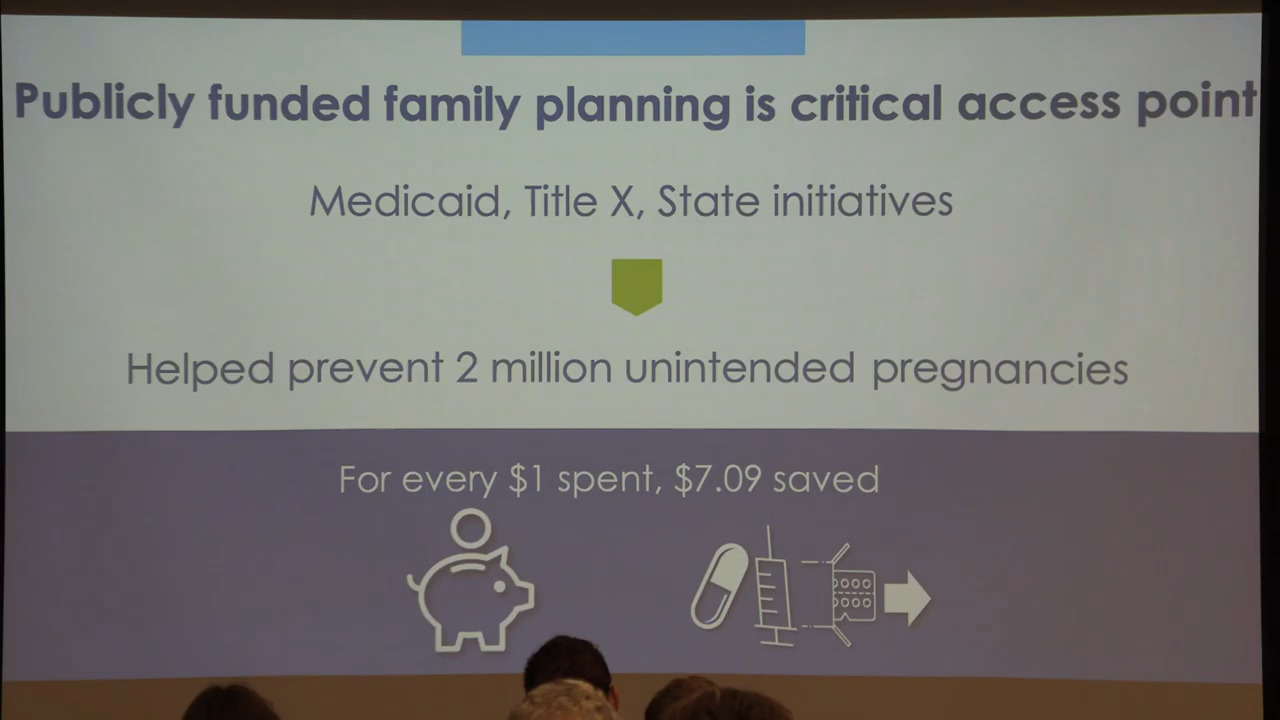 Publicly funded family planning is critical access point
Medicaid, Title X, State initiatives
Helped prevent 2 million unintended pregnancies
For every $1 spent, $7.09 saved